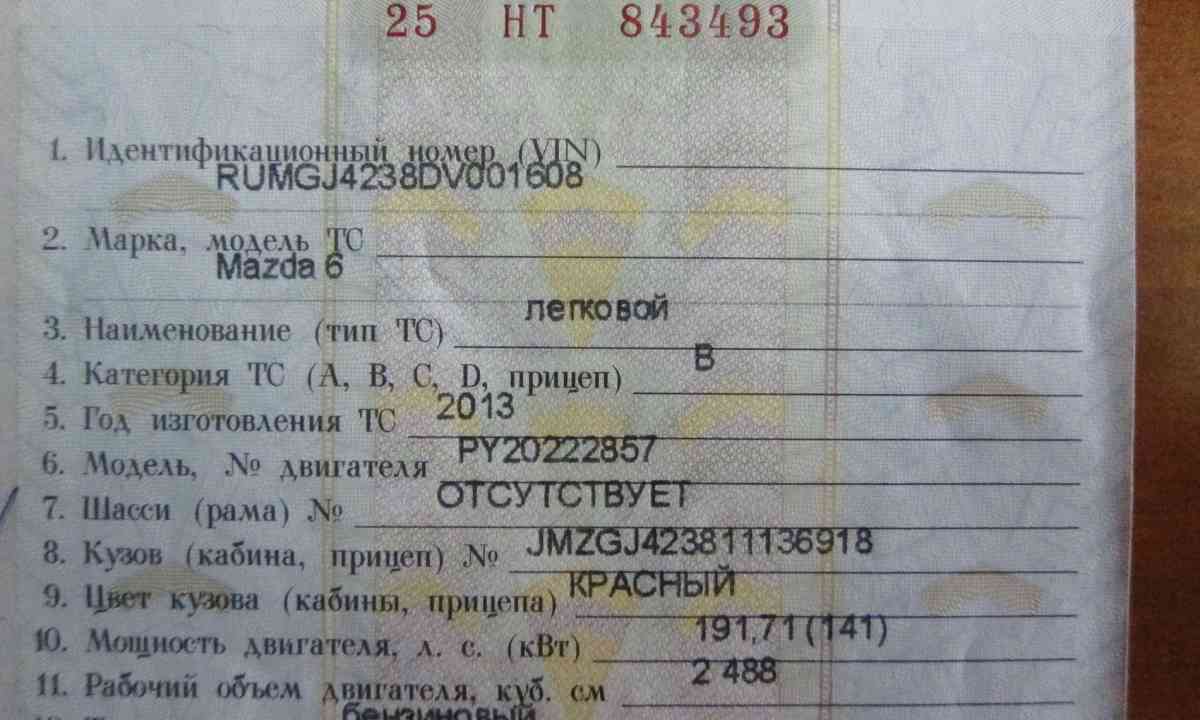 25 НТ 843493
1. Идентификационный номер (VIN)
RUMGJ4238DV001608
2. Марка, модель ТС
Mazda 6
3. Наименование (тип ТС) легковой
4. Категория ТС (A, B, C, D, прицеп) B
5. Год изготовления ТС 2013
6. Модель, № двигателя PY20222857
7. Шасси (рама) № ОТСУТСТВУЕТ
8. Кузов (кабина, прицеп) № JMZGJ423811136918
9. Цвет кузова (кабины, прицепа) КРАСНЫЙ
10. Мощность двигателя, л. с. (кВт) 191,71 (141)
11. Рабочий объем двигателя, куб. см 2 488
бензиновый